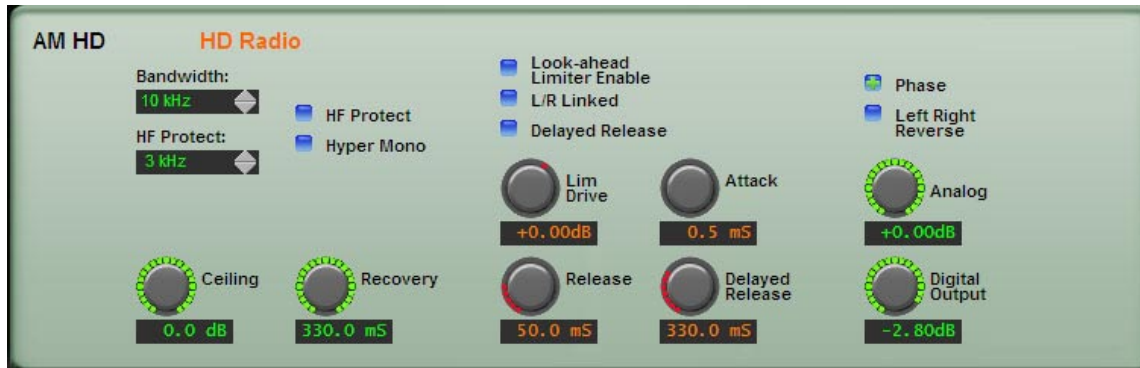 AM HD
HD Radio
Bandwidth:
10 kHz
HF Protect:
3 kHz
HF Protect
Hyper Mono
Look-ahead
Limiter Enable
L/R Linked
Delayed Release
Phase
Left Right
Reverse
Lim
Drive
+0.00dB
Attack
0.5 mS
Analog
+0.00dB
Ceiling
0.0 dB
Recovery
330.0 mS
Release
50.0 mS
Delayed
Release
330.0 mS
Digital
Output
-2.80dB